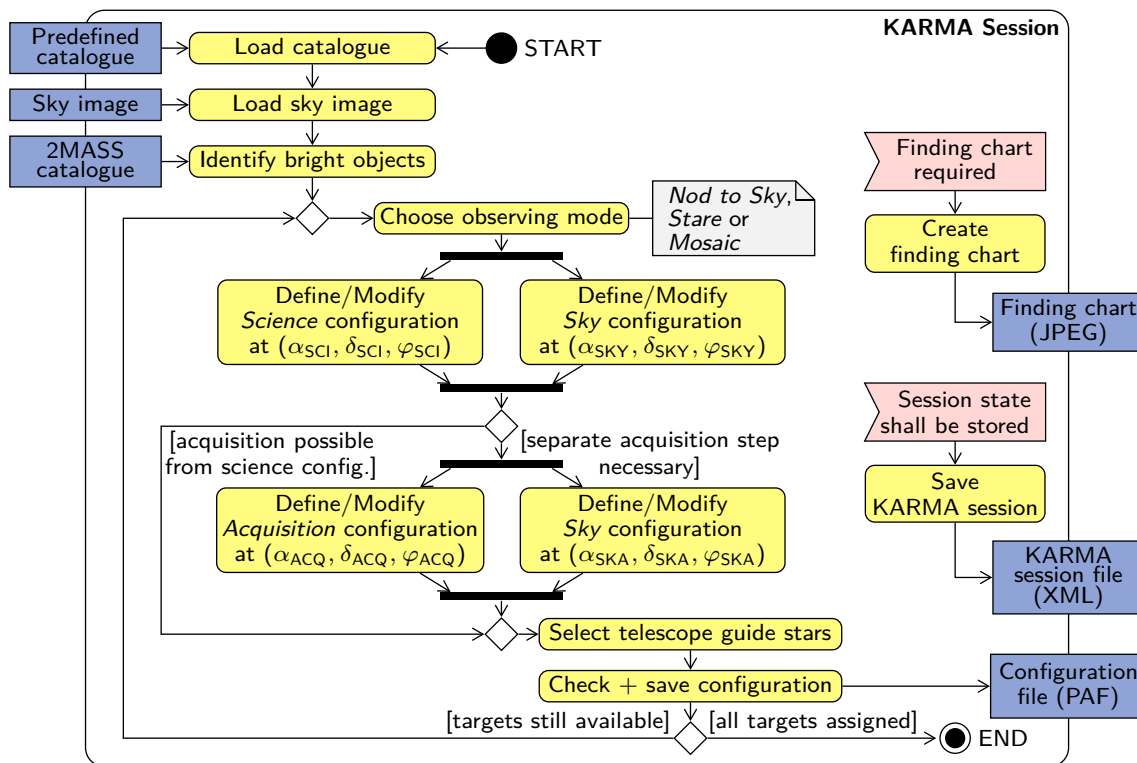 KARMA Session
Predefined
catalogue
Load catalogue
START
Sky image
Load sky image
2MASS
catalogue
Identify bright objects
Finding chart
required
Choose observing mode
Nod to Sky,
Stare or
Mosaic
Create
finding chart
Define/Modify
Science configuration
at (αSCI, δSCI, φSCI)
Define/Modify
Sky configuration
at (αSKY, δSKY, φSKY)
Finding chart
(JPEG)
Session state
shall be stored
[acquisition possible
from science config.]
[separate acquisition step
necessary]
Save
KARMA session
Define/Modify
Acquisition configuration
at (αACQ, δACQ, φACQ)
Define/Modify
Sky configuration
at (αSKA, δSKA, φSKA)
KARMA
session file
(XML)
Select telescope guide stars
Check + save configuration
Configuration
file (PAF)
[targets still available]
[all targets assigned]
END